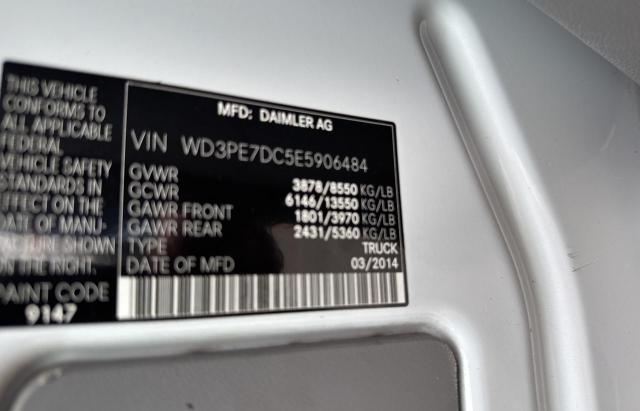 THIS VEHICLE
CONFORMS TO
ALL APPLICABLE
FEDERAL
VEHICLE SAFETY
STANDARDS IN
EFFECT ON THE
DATE OF MANU-
FACTURE SHOWN
ON THE RIGHT.
PAINT CODE
9147
MFD: DAIMLER AG
VIN WD3PE7DC5E5906484
GVWR 3878/8550 KG/LB
GCWR 6146/13550 KG/LB
GAWR FRONT 1801/3970 KG/LB
GAWR REAR 2431/5360 KG/LB
TYPE TRUCK
DATE OF MFD 03/2014